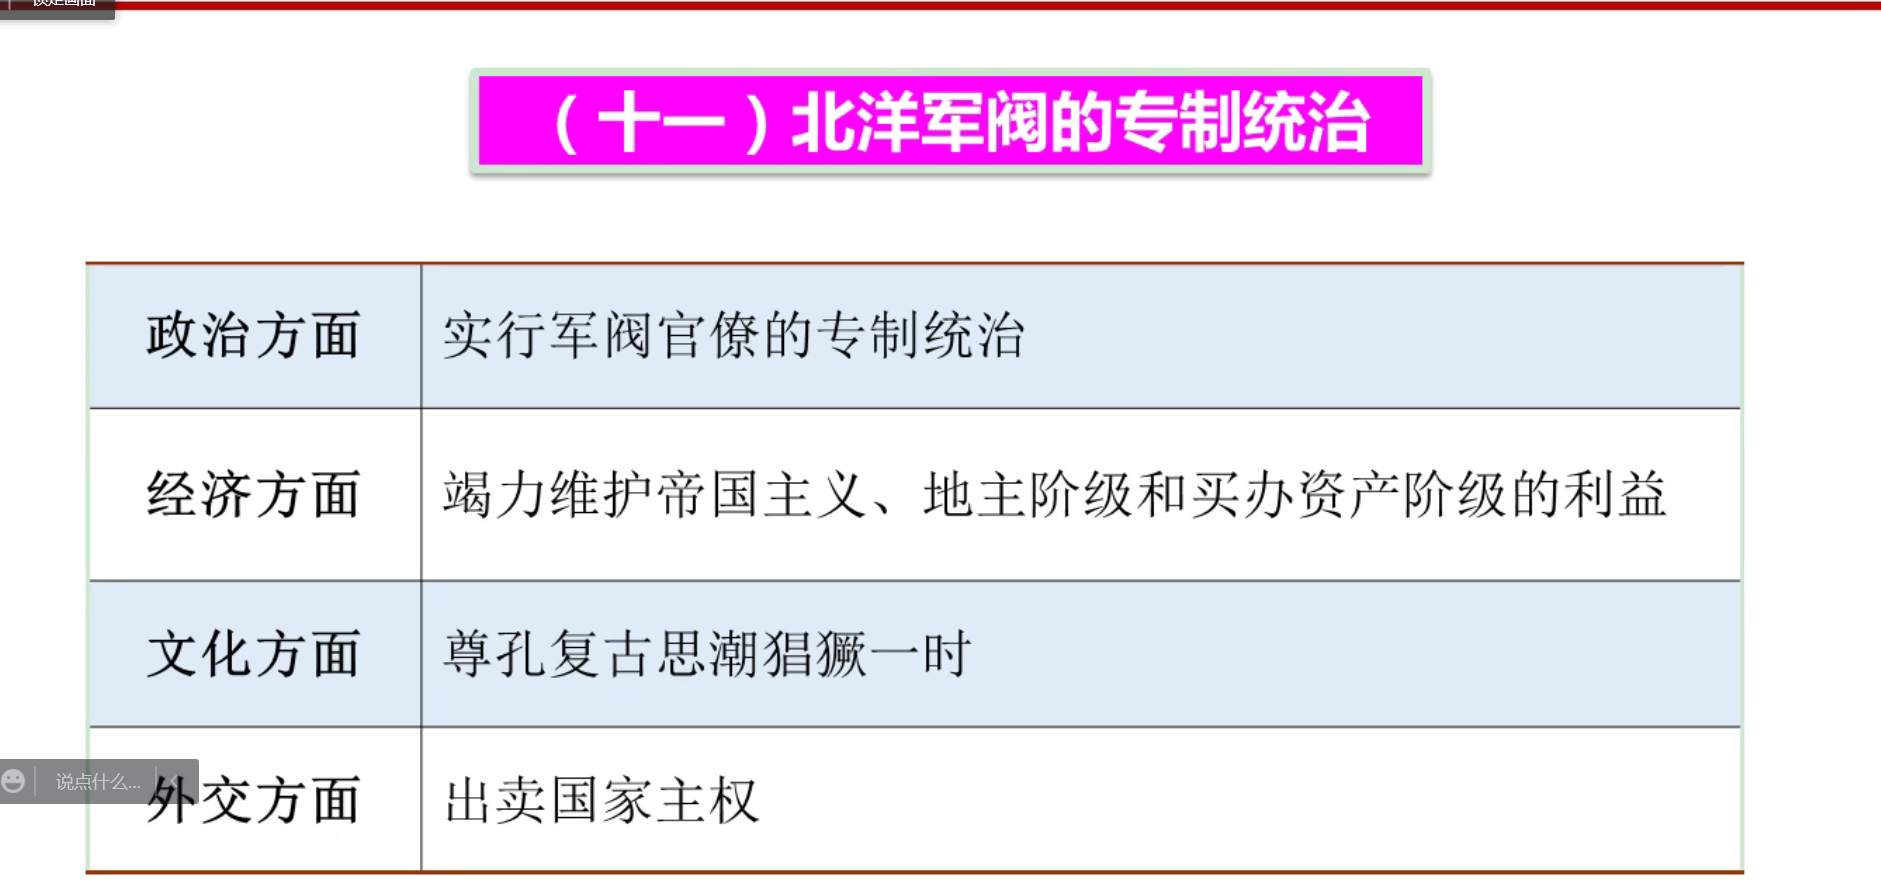 锁定画面
（十一）北洋军阀的专制统治
政治方面 实行军阀官僚的专制统治
经济方面 竭力维护帝国主义、地主阶级和买办资产阶级的利益
文化方面 尊孔复古思潮猖獗一时
外交方面 出卖国家主权
说点什么...